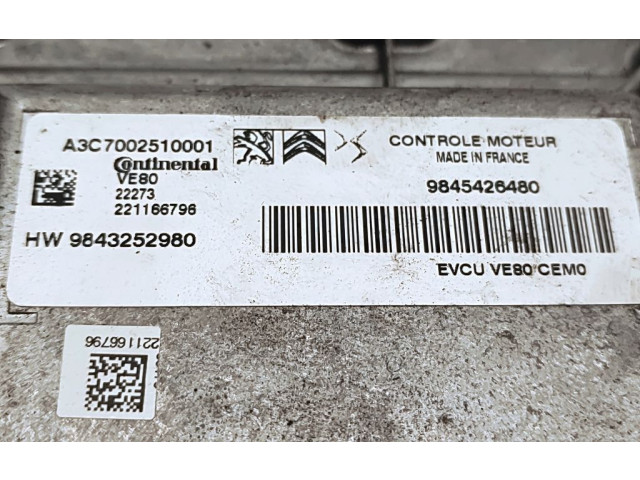 A3C7002510001
Continental
VE80
22273
221166796
HW 9843252980
CONTROLE MOTEUR
MADE IN FRANCE
9845426480
EVCU VE80 CEM0
221166796